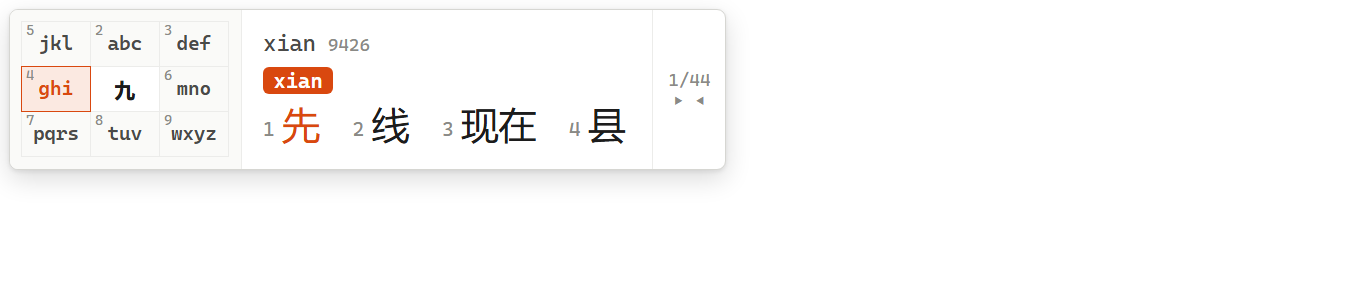 5 jkl 2 abc 3 def
4 ghi 九 6 mno
7 pqrs 8 tuv 9 wxyz
xian 9426
xian
1 先 2 线 3 现在 4 县
1/44
▶ ◀